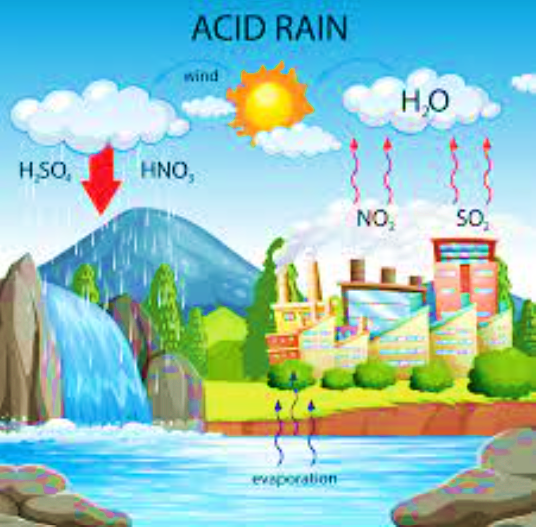 ACID RAIN
wind
H₂O
H₂SO₄
HNO₃
NO₂
SO₂
evaporation